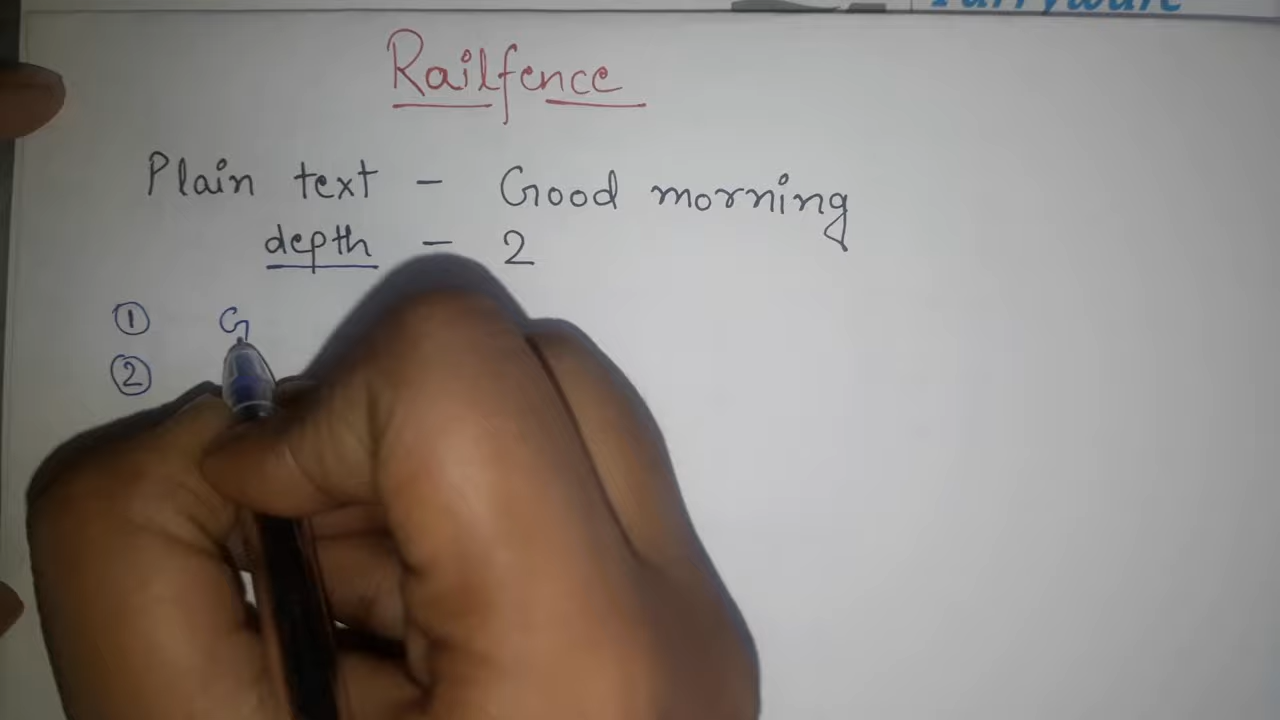 Railfence
Plain text - Good morning
depth - 2
① G
②